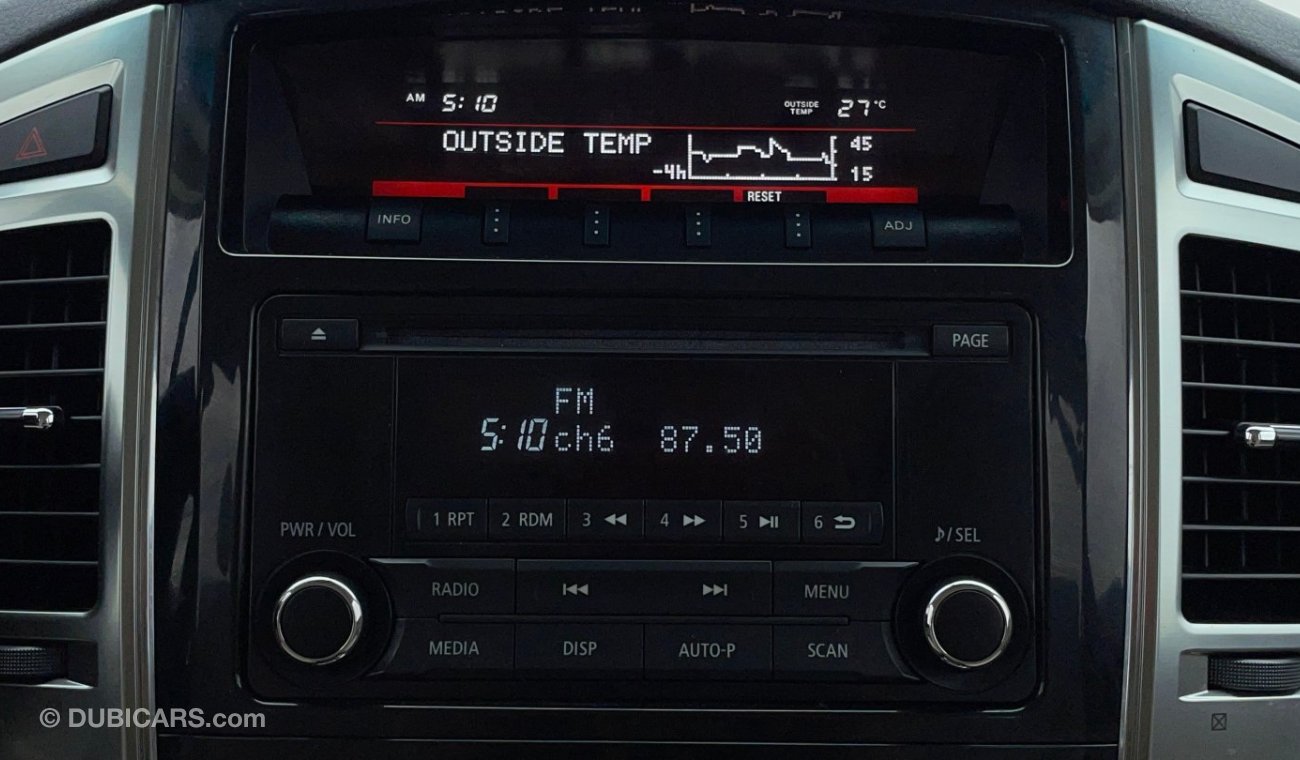 AM 5:10 OUTSIDE TEMP 27°C
OUTSIDE TEMP 45
-4h 15
RESET
INFO ADJ
PAGE
FM
5:10 ch6 87.50
1 RPT 2 RDM 3 4 5 6
PWR / VOL
/ SEL
RADIO MENU
MEDIA DISP AUTO-P SCAN
© DUBICARS.com